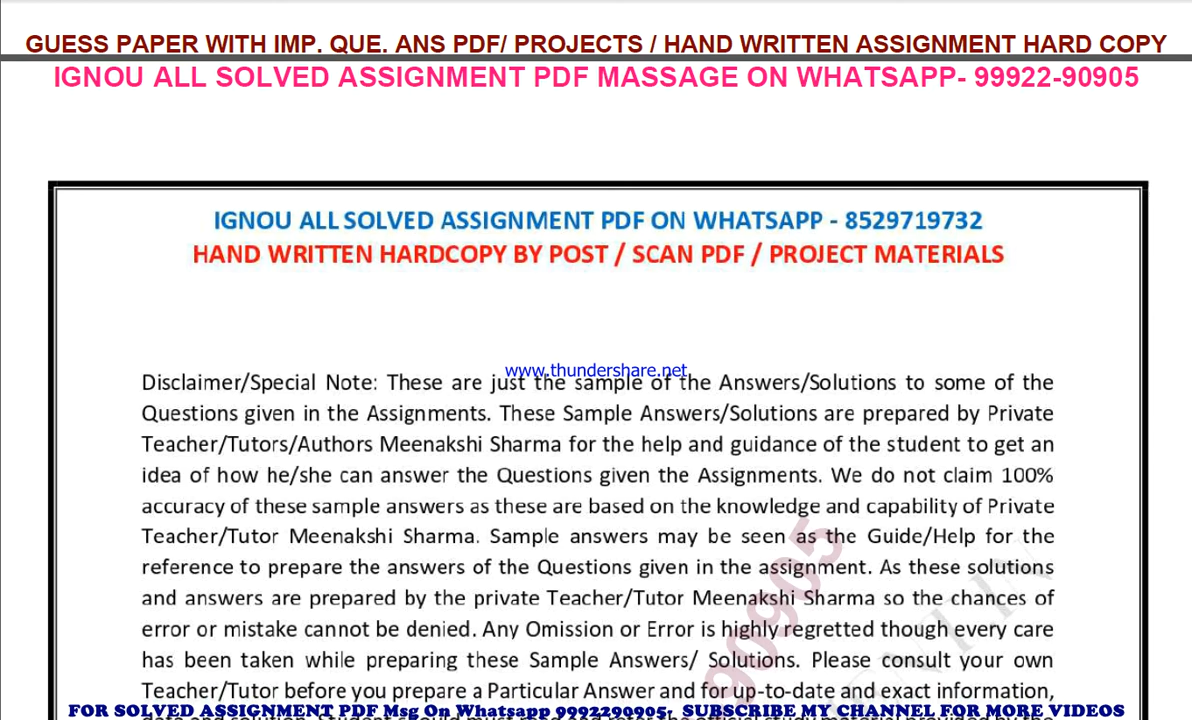 GUESS PAPER WITH IMP. QUE. ANS PDF/ PROJECTS / HAND WRITTEN ASSIGNMENT HARD COPY
IGNOU ALL SOLVED ASSIGNMENT PDF MASSAGE ON WHATSAPP- 99922-90905
IGNOU ALL SOLVED ASSIGNMENT PDF ON WHATSAPP - 8529719732
HAND WRITTEN HARDCOPY BY POST / SCAN PDF / PROJECT MATERIALS
www.thundershare.net
Disclaimer/Special Note: These are just the sample of the Answers/Solutions to some of the
Questions given in the Assignments. These Sample Answers/Solutions are prepared by Private
Teacher/Tutors/Authors Meenakshi Sharma for the help and guidance of the student to get an
idea of how he/she can answer the Questions given the Assignments. We do not claim 100%
accuracy of these sample answers as these are based on the knowledge and capability of Private
Teacher/Tutor Meenakshi Sharma. Sample answers may be seen as the Guide/Help for the
reference to prepare the answers of the Questions given in the assignment. As these solutions
and answers are prepared by the private Teacher/Tutor Meenakshi Sharma so the chances of
error or mistake cannot be denied. Any Omission or Error is highly regretted though every care
has been taken while preparing these Sample Answers/ Solutions. Please consult your own
Teacher/Tutor before you prepare a Particular Answer and for up-to-date and exact information,
90905
FOR SOLVED ASSIGNMENT PDF Msg On Whatsapp 9992290905, SUBSCRIBE MY CHANNEL FOR MORE VIDEOS